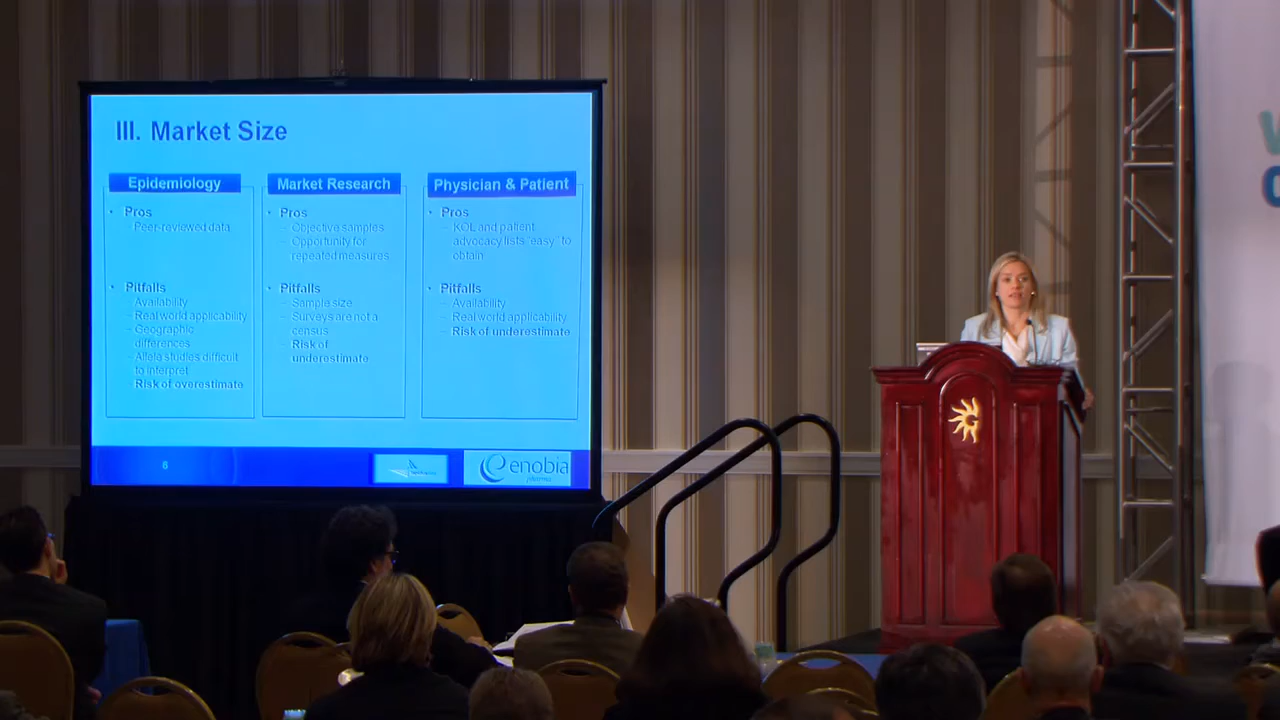 III. Market Size
Epidemiology
• Pros
– Peer-reviewed data
• Pitfalls
– Availability
– Real world applicability
– Geographic
differences
– Allele studies difficult
to interpret
– Risk of overestimate
Market Research
• Pros
– Objective samples
– Opportunity for
repeated measures
• Pitfalls
– Sample size
– Surveys are not a
census
– Risk of
underestimate
Physician & Patient
• Pros
– KOL and patient
advocacy lists "easy" to
obtain
• Pitfalls
– Availability
– Real world applicability
– Risk of underestimate
6
enobia
pharma